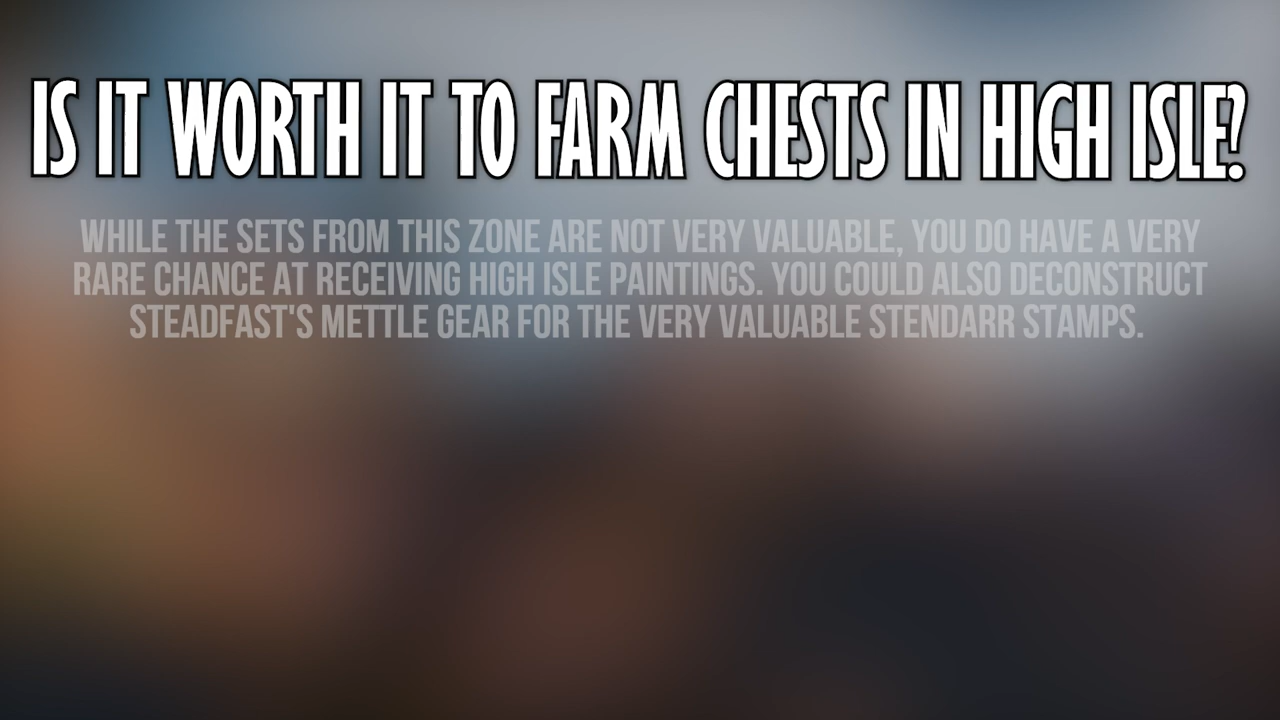 IS IT WORTH IT TO FARM CHESTS IN HIGH ISLE?
WHILE THE SETS FROM THIS ZONE ARE NOT VERY VALUABLE, YOU DO HAVE A VERY
RARE CHANCE AT RECEIVING HIGH ISLE PAINTINGS. YOU COULD ALSO DECONSTRUCT
STEADFAST'S METTLE GEAR FOR THE VERY VALUABLE STENDARR STAMPS.